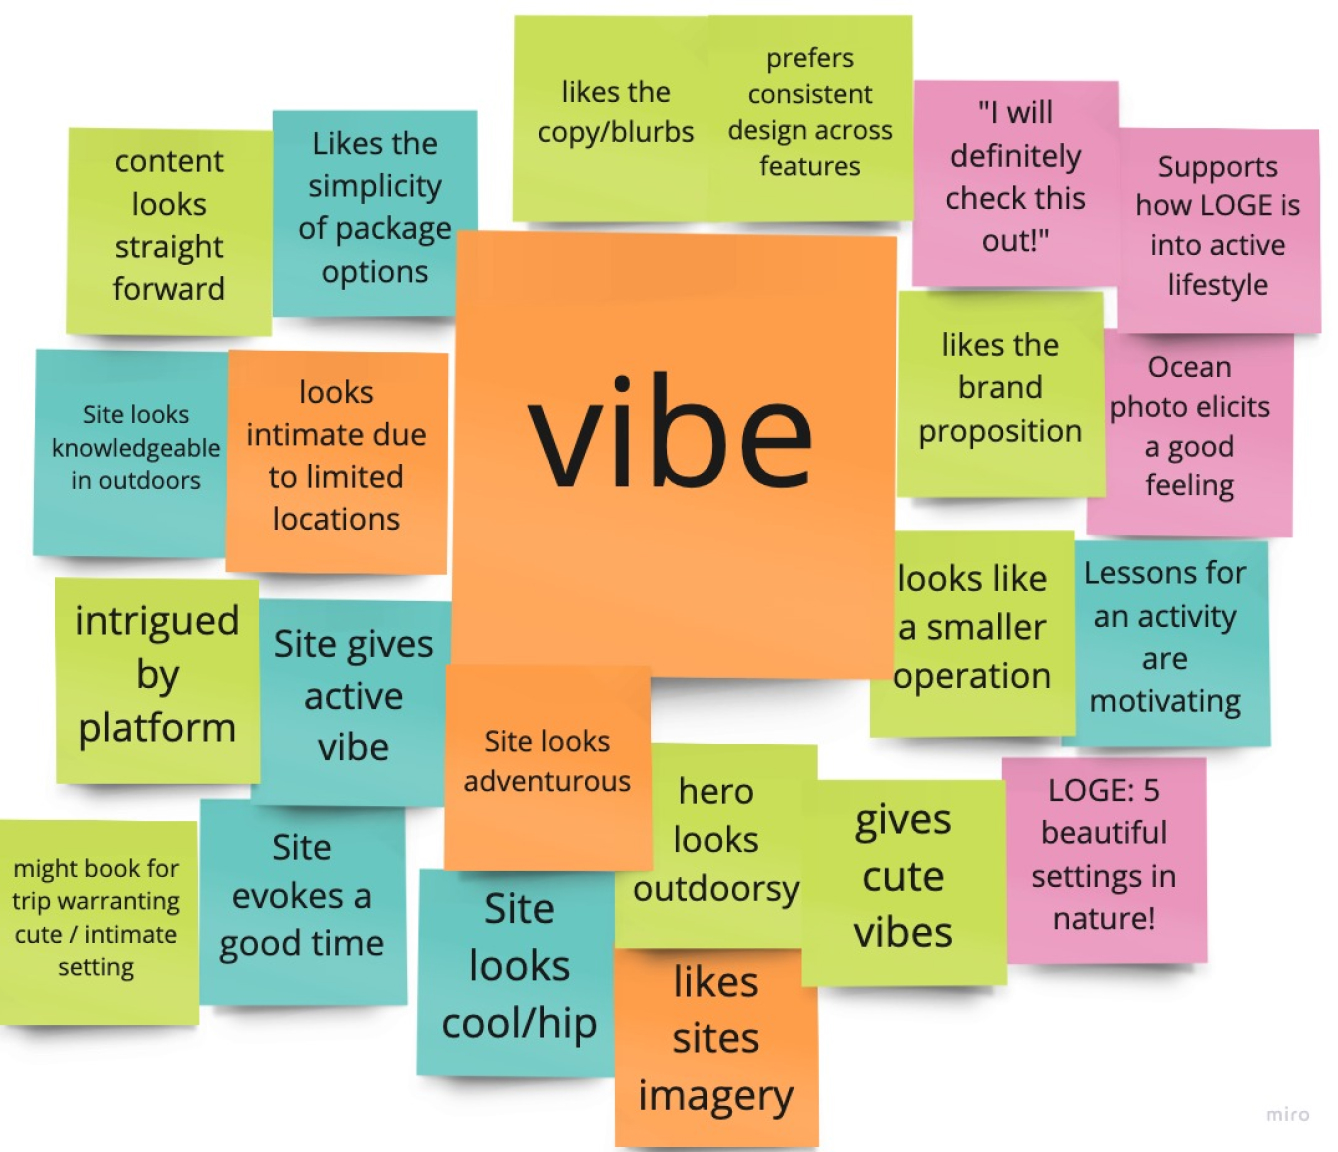 likes the
copy/blurbs
prefers
consistent
design across
features
"I will
definitely
check this
out!"
Supports
how LOGE is
into active
lifestyle
content
looks
straight
forward
Likes the
simplicity
of package
options
vibe
likes the
brand
proposition
Ocean
photo elicits
a good
feeling
Site looks
knowledgeable
in outdoors
looks
intimate due
to limited
locations
looks like
a smaller
operation
Lessons for
an activity
are
motivating
intrigued
by
platform
Site gives
active
vibe
Site looks
adventurous
hero
looks
outdoorsy
gives
cute
vibes
LOGE: 5
beautiful
settings in
nature!
might book for
trip warranting
cute / intimate
setting
Site
evokes a
good time
Site
looks
cool/hip
likes
sites
imagery
miro